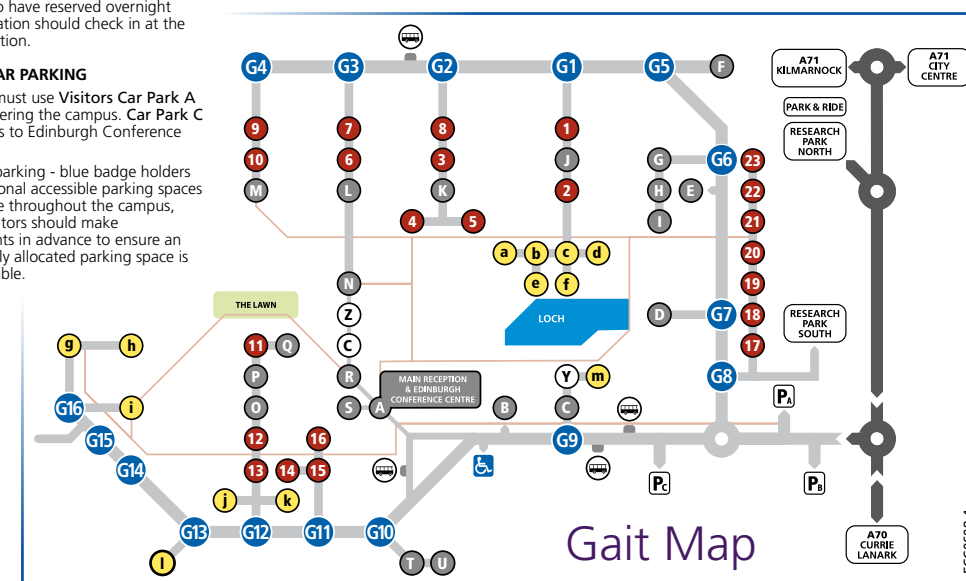 o have reserved overnight
ation should check in at the
tion.
AR PARKING
must use Visitors Car Park A
ering the campus. Car Park C
s to Edinburgh Conference
parking - blue badge holders
onal accessible parking spaces
e throughout the campus,
itors should make
nts in advance to ensure an
ly allocated parking space is
able.
G4 G3 G2 G1 G5 F
A71 KILMARNOCK
A71 CITY CENTRE
PARK & RIDE
RESEARCH PARK NORTH
9 7 8 1
10 6 3 J G G6 23
M L K 2 H E 22
4 5 I 21
a b c d 20
N e f 19
THE LAWN
Z LOCH D G7 18
RESEARCH PARK SOUTH
g h 11 Q C 17
P R
MAIN RECEPTION & EDINBURGH CONFERENCE CENTRE
Y m G8
PA
G16 i O S A B C
G15 12 16 G9
G14 13 14 15 PC PB
j k
G13 G12 G11 G10
l T U
Gait Map
A70 CURRIE LANARK